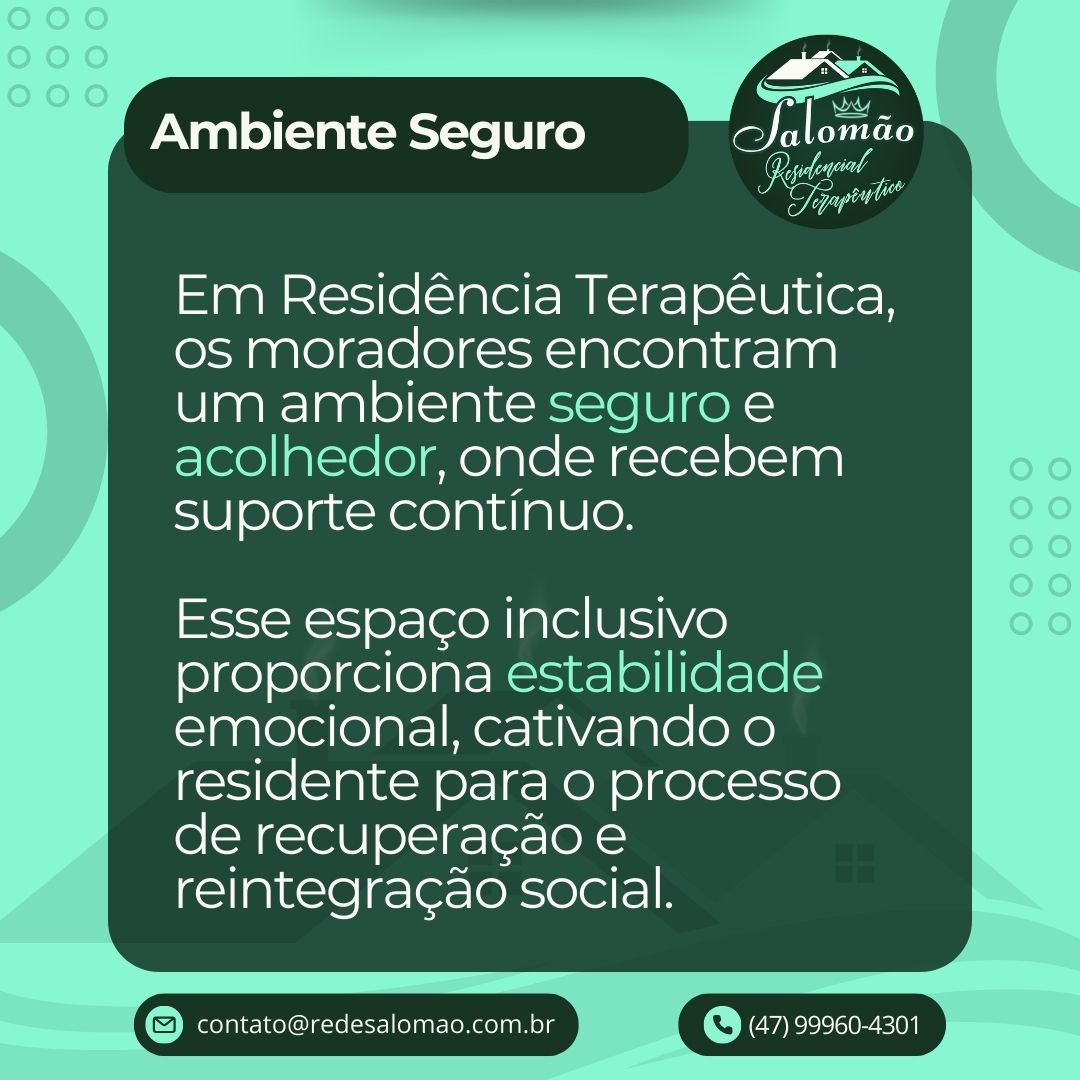 Ambiente Seguro
Salomão
Residencial
Terapêutico
Em Residência Terapêutica,
os moradores encontram
um ambiente seguro e
acolhedor, onde recebem
suporte contínuo.
Esse espaço inclusivo
proporciona estabilidade
emocional, cativando o
residente para o processo
de recuperação e
reintegração social.
contato@redesalomao.com.br
(47) 99960-4301